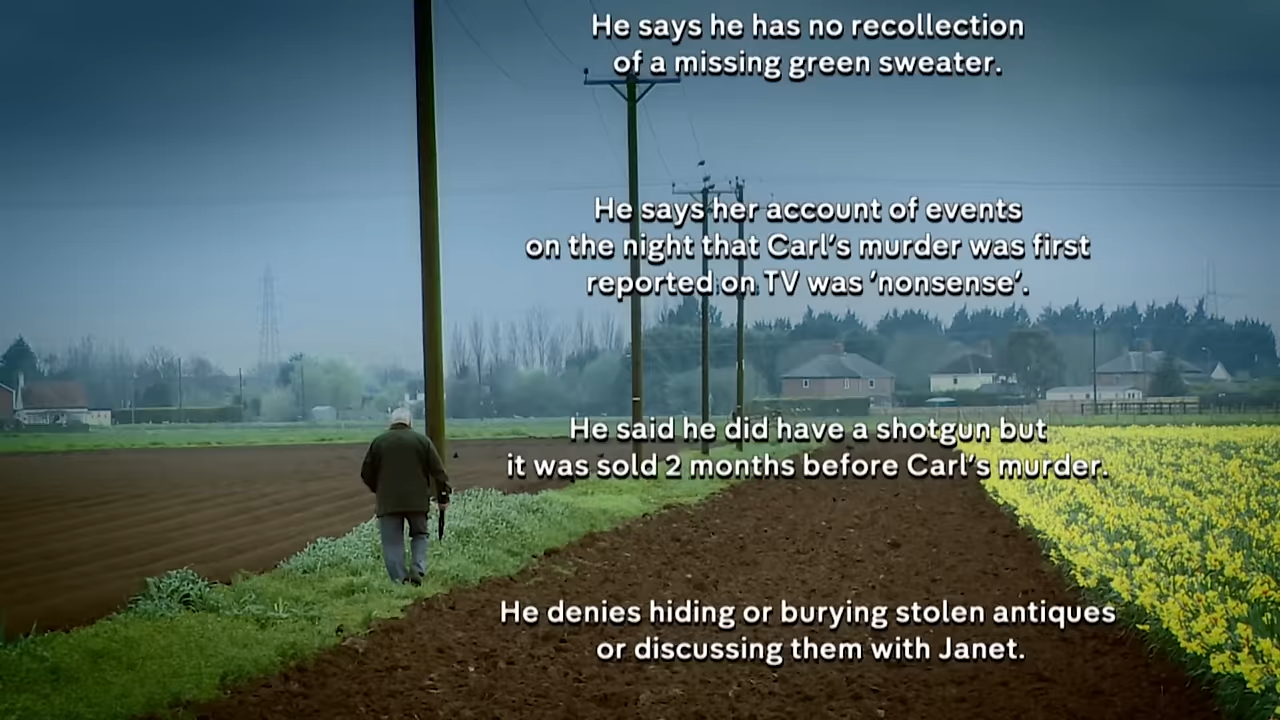 He says he has no recollection
of a missing green sweater.
He says her account of events
on the night that Carl's murder was first
reported on TV was 'nonsense'.
He said he did have a shotgun but
it was sold 2 months before Carl's murder.
He denies hiding or burying stolen antiques
or discussing them with Janet.